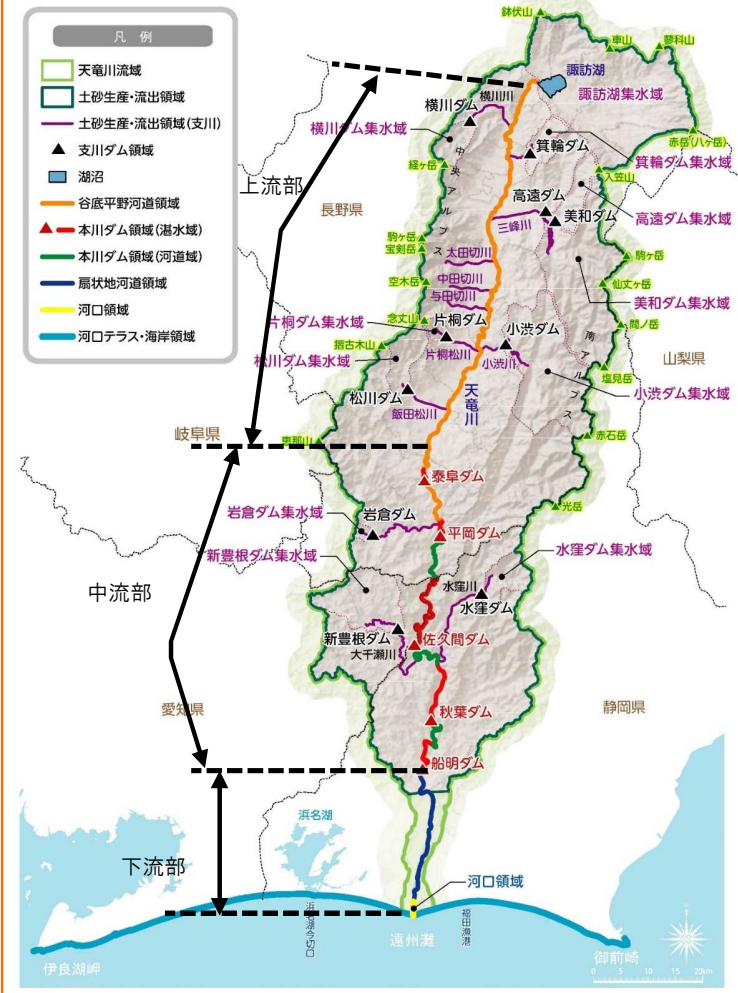 凡 例
天竜川流域
土砂生産・流出領域
土砂生産・流出領域(支川)
支川ダム領域
湖沼
谷底平野河道領域
本川ダム領域(湛水域)
本川ダム領域(河道域)
扇状地河道領域
河口領域
河口テラス・海岸領域
鉢伏山
車山
蓼科山
諏訪湖
諏訪湖集水域
横川川
横川ダム
横川ダム集水域
赤岳(八ヶ岳)
箕輪ダム
箕輪ダム集水域
中央アルプス
経ヶ岳
入笠山
上流部
長野県
高遠ダム
美和ダム
高遠ダム集水域
三峰川
駒ヶ岳
宝剣岳
太田切川
駒ヶ岳
空木岳
中田切川
仙丈ヶ岳
与田切川
美和ダム集水域
念丈山
片桐ダム集水域
片桐ダム
小渋ダム
間ノ岳
南アルプス
摺古木山
片桐松川
小渋川
山梨県
松川ダム集水域
塩見岳
松川ダム
小渋ダム集水域
天竜川
飯田松川
岐阜県
恵那山
赤石岳
泰阜ダム
光岳
岩倉ダム集水域
岩倉ダム
平岡ダム
新豊根ダム集水域
水窪ダム集水域
中流部
水窪川
水窪ダム
新豊根ダム
佐久間ダム
大千瀬川
愛知県
秋葉ダム
静岡県
船明ダム
浜名湖
下流部
河口領域
浜名湖今切口
福田漁港
遠州灘
伊良湖岬
御前崎
0 5 10 15 20km